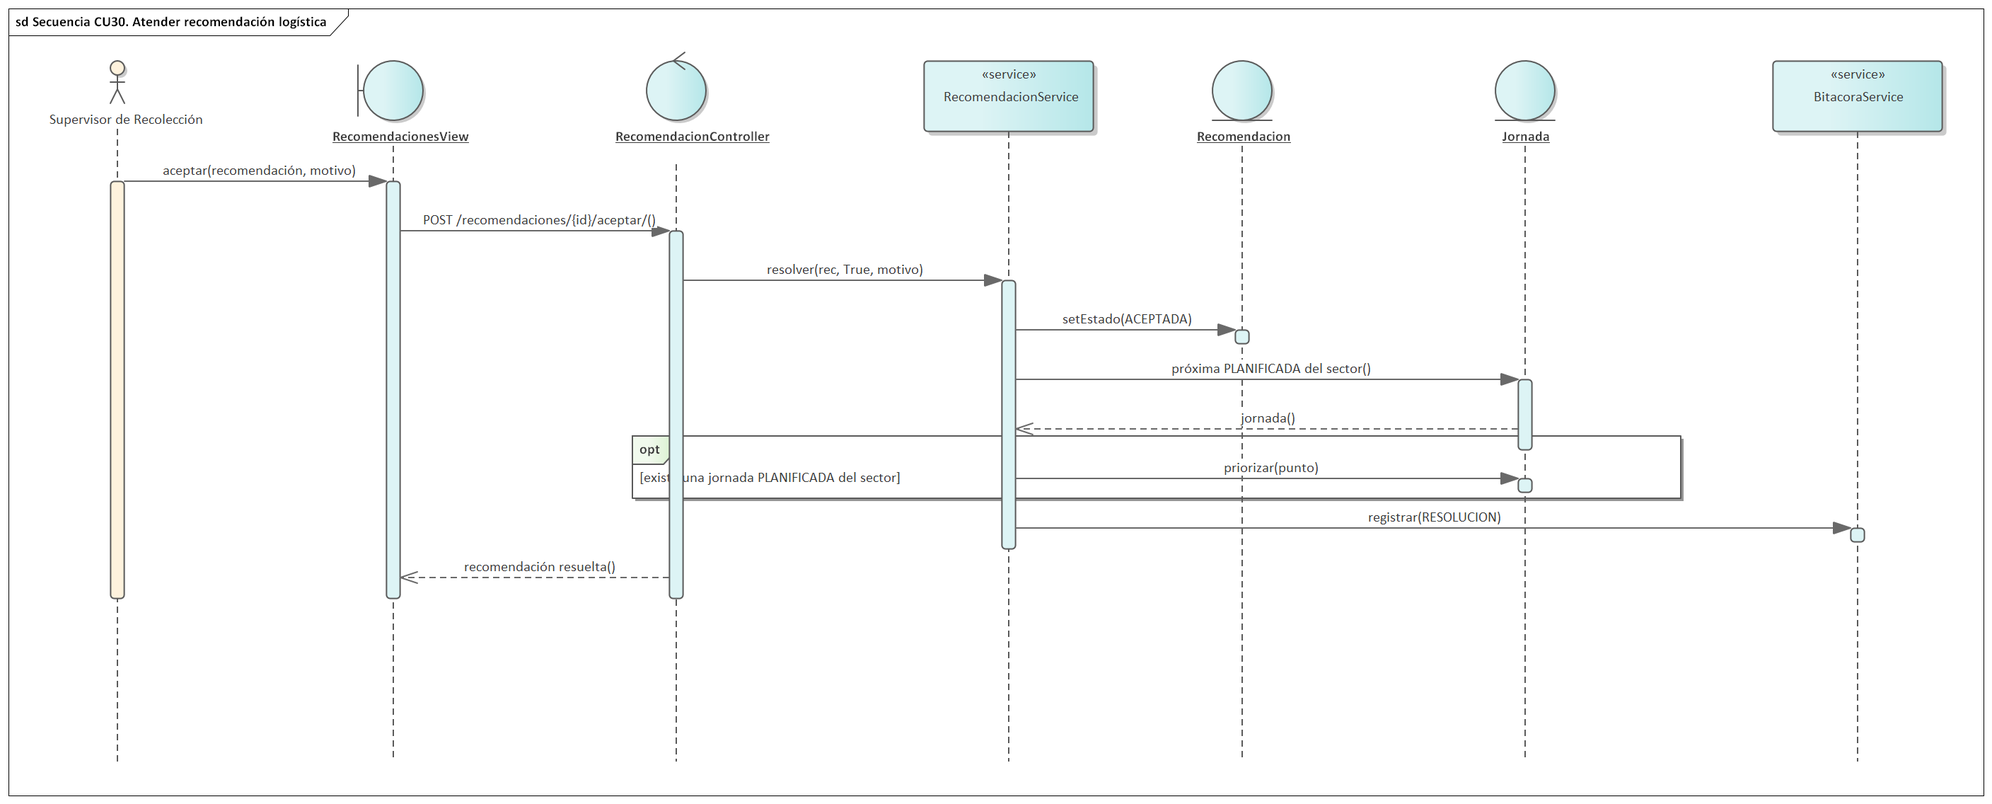 sd Secuencia CU30. Atender recomendación logística
«service»
«service»
RecomendacionService
BitacoraService
Supervisor de Recolección
RecomendacionesView
RecomendacionController
Recomendacion
Jornada
aceptar(recomendación, motivo)
POST /recomendaciones/{id}/aceptar/()
resolver(rec, True, motivo)
setEstado(ACEPTADA)
próxima PLANIFICADA del sector()
jornada()
opt
priorizar(punto)
[existe una jornada PLANIFICADA del sector]
registrar(RESOLUCION)
recomendación resuelta()